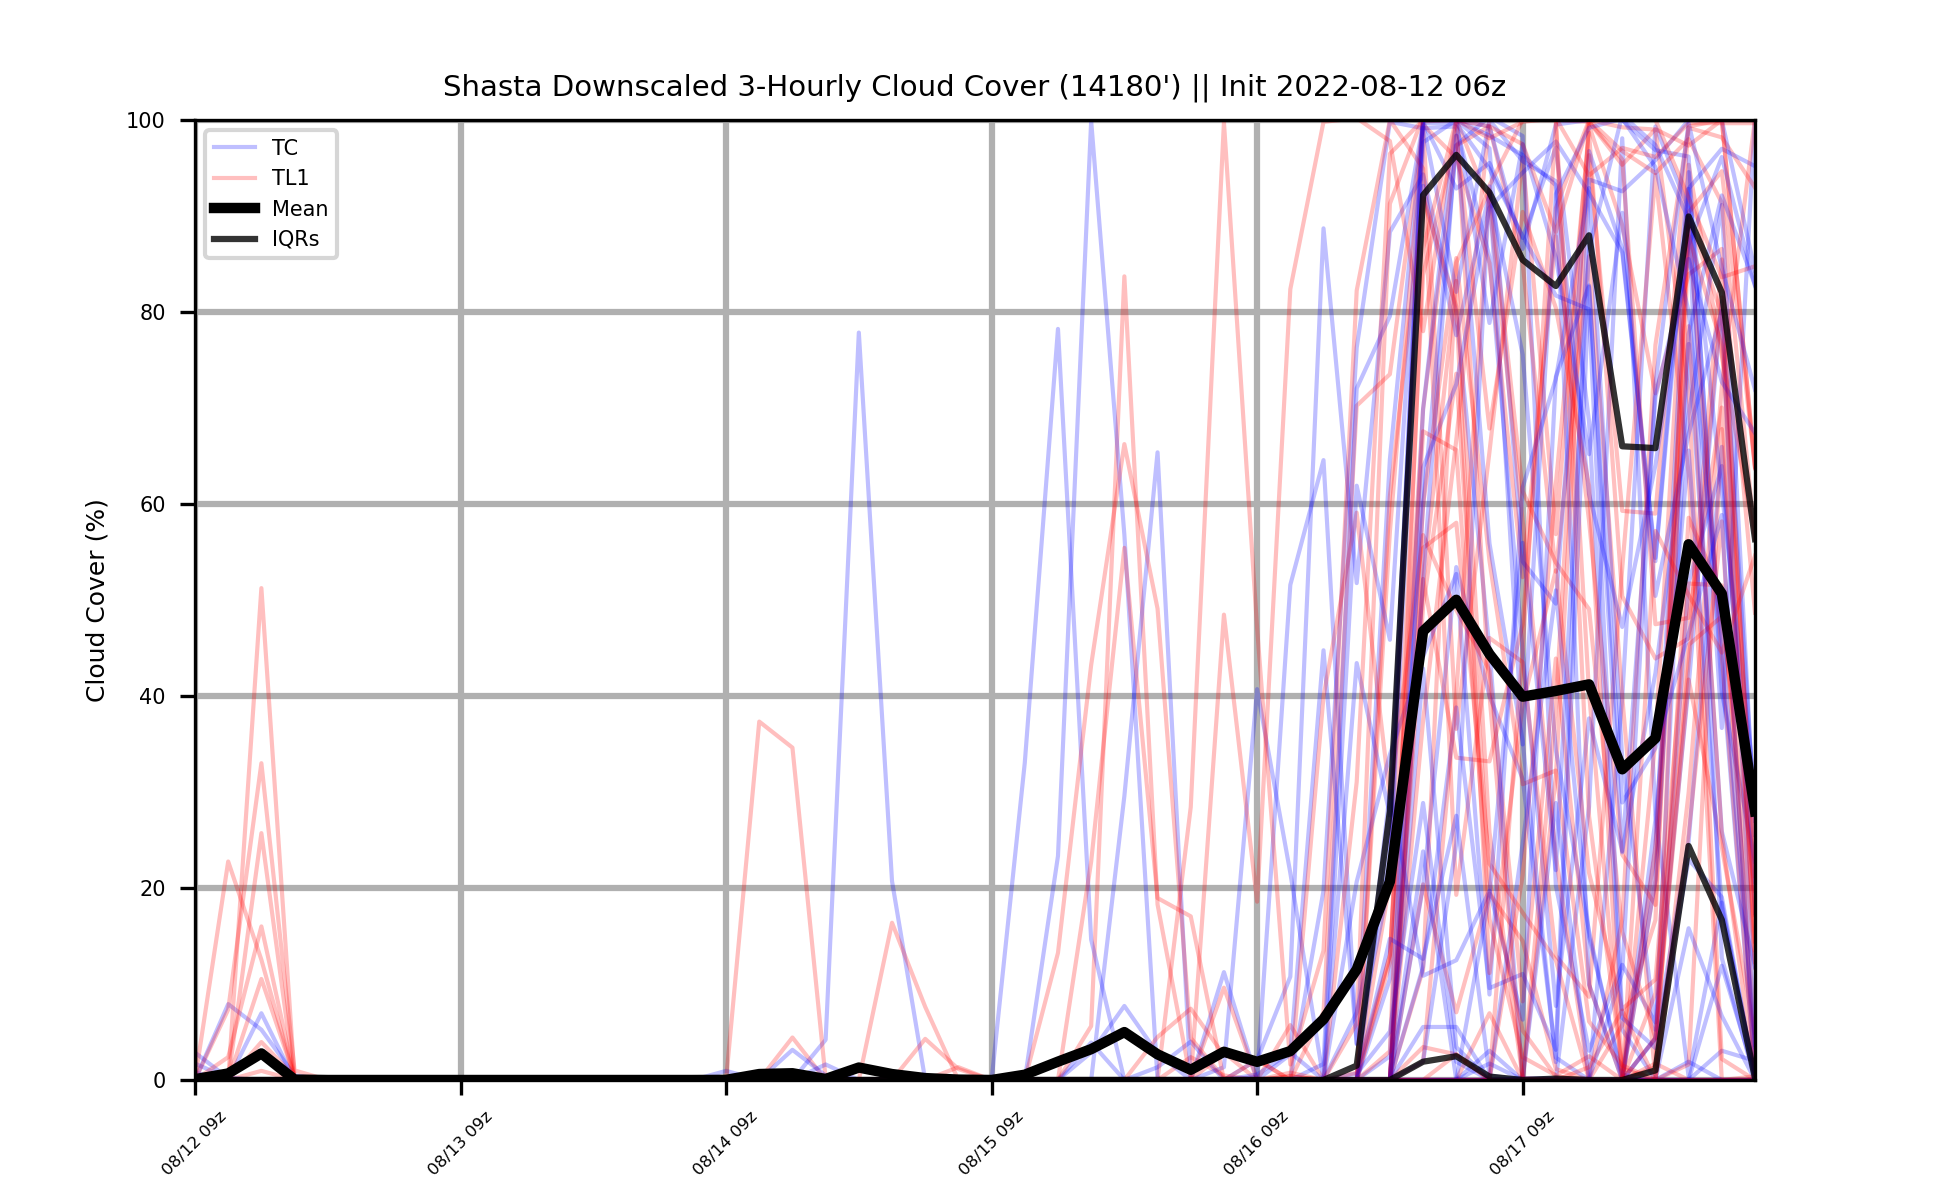 Shasta Downscaled 3-Hourly Cloud Cover (14180') || Init 2022-08-12 06z
100
80
60
40
20
0
Cloud Cover (%)
TC
TL1
Mean
IQRs
08/12 09z
08/13 09z
08/14 09z
08/15 09z
08/16 09z
08/17 09z